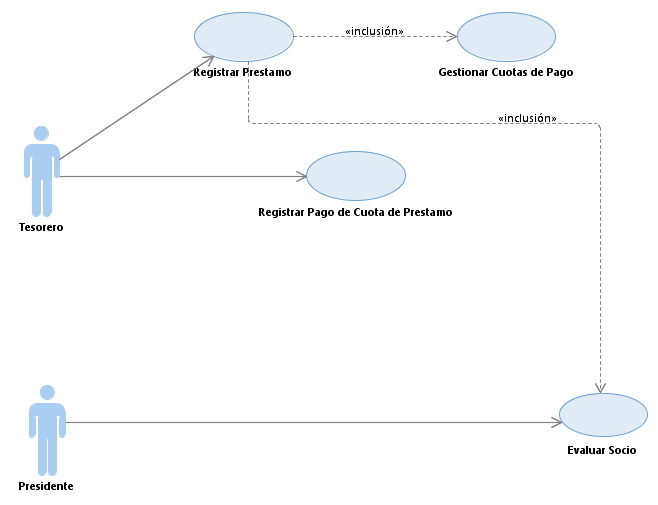 «inclusión»
Registrar Prestamo
Gestionar Cuotas de Pago
«inclusión»
Registrar Pago de Cuota de Prestamo
Tesorero
Evaluar Socio
Presidente